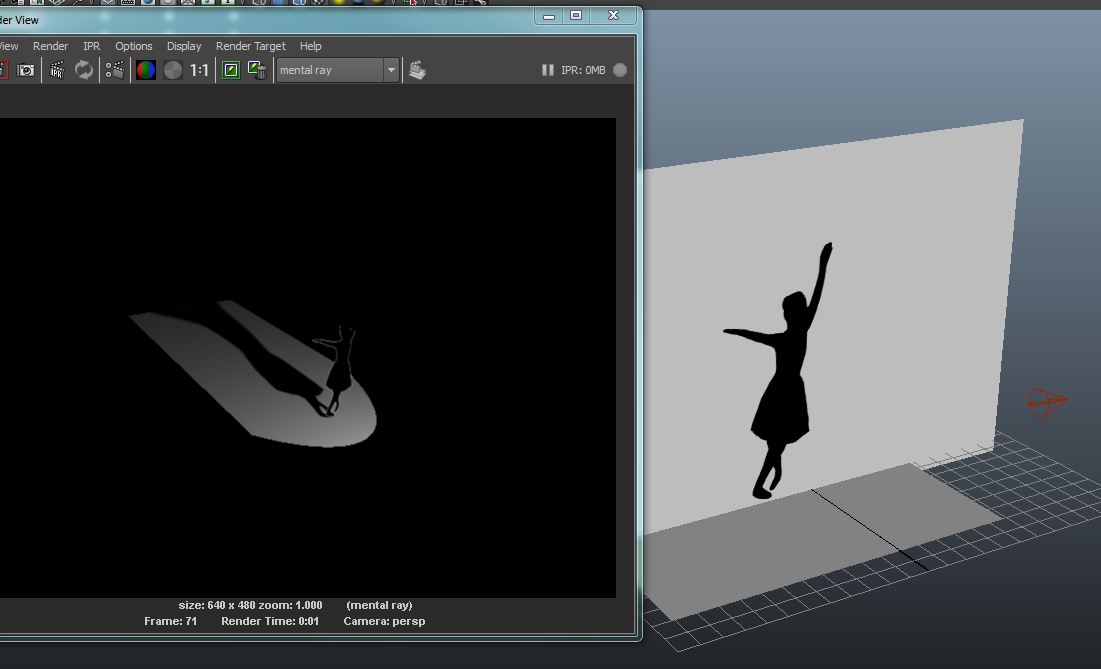 der View
View Render IPR Options Display Render Target Help
IPR 1:1 mental ray IPR: 0MB
size: 640 x 480 zoom: 1.000 (mental ray)
Frame: 71 Render Time: 0:01 Camera: persp